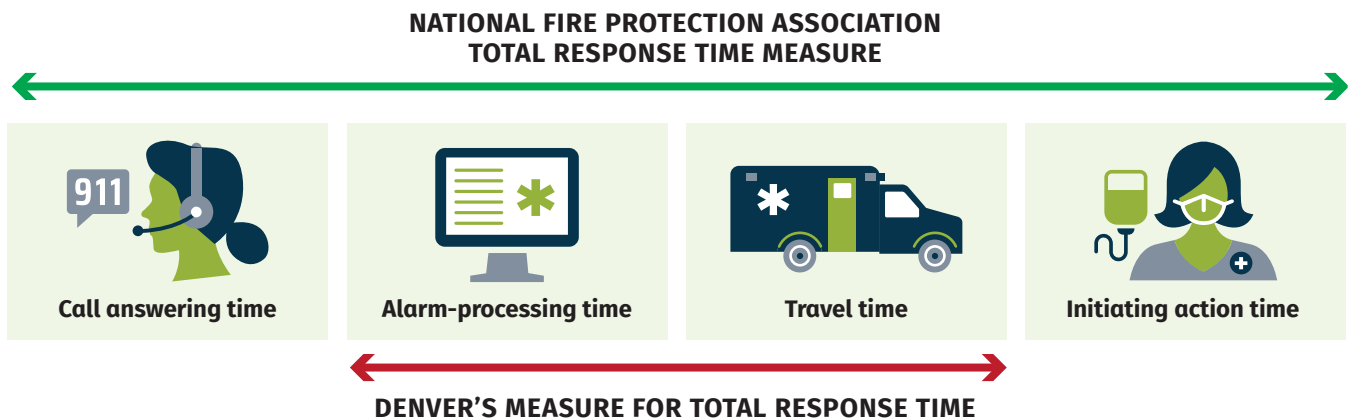 NATIONAL FIRE PROTECTION ASSOCIATION
TOTAL RESPONSE TIME MEASURE
911
Call answering time
Alarm-processing time
Travel time
Initiating action time
DENVER’S MEASURE FOR TOTAL RESPONSE TIME